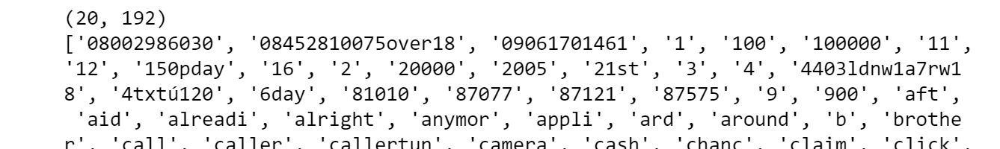 (20, 192)
['08002986030', '08452810075over18', '09061701461', '1', '100', '100000', '11',
'12', '150pday', '16', '2', '20000', '2005', '21st', '3', '4', '4403ldnw1a7rw1
8', '4txtú120', '6day', '81010', '87077', '87121', '87575', '9', '900', 'aft',
'aid', 'alreadi', 'alright', 'anymor', 'appli', 'ard', 'around', 'b', 'brothe
r', 'call', 'caller', 'callertun', 'camera', 'cash', 'chanc', 'claim', 'click',